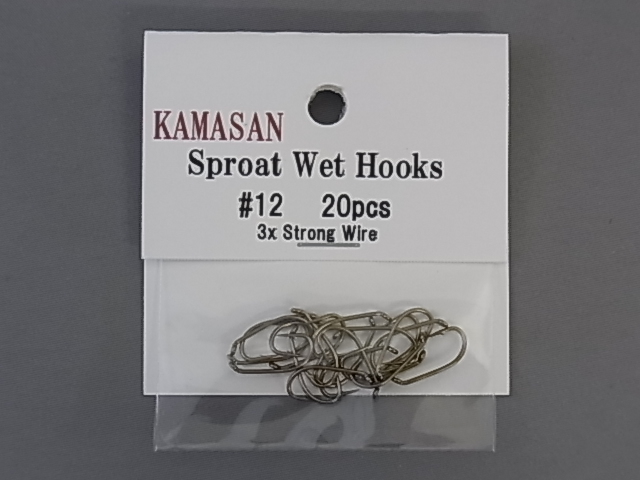 KAMASAN
Sproat Wet Hooks
#12 20pcs
3x Strong Wire